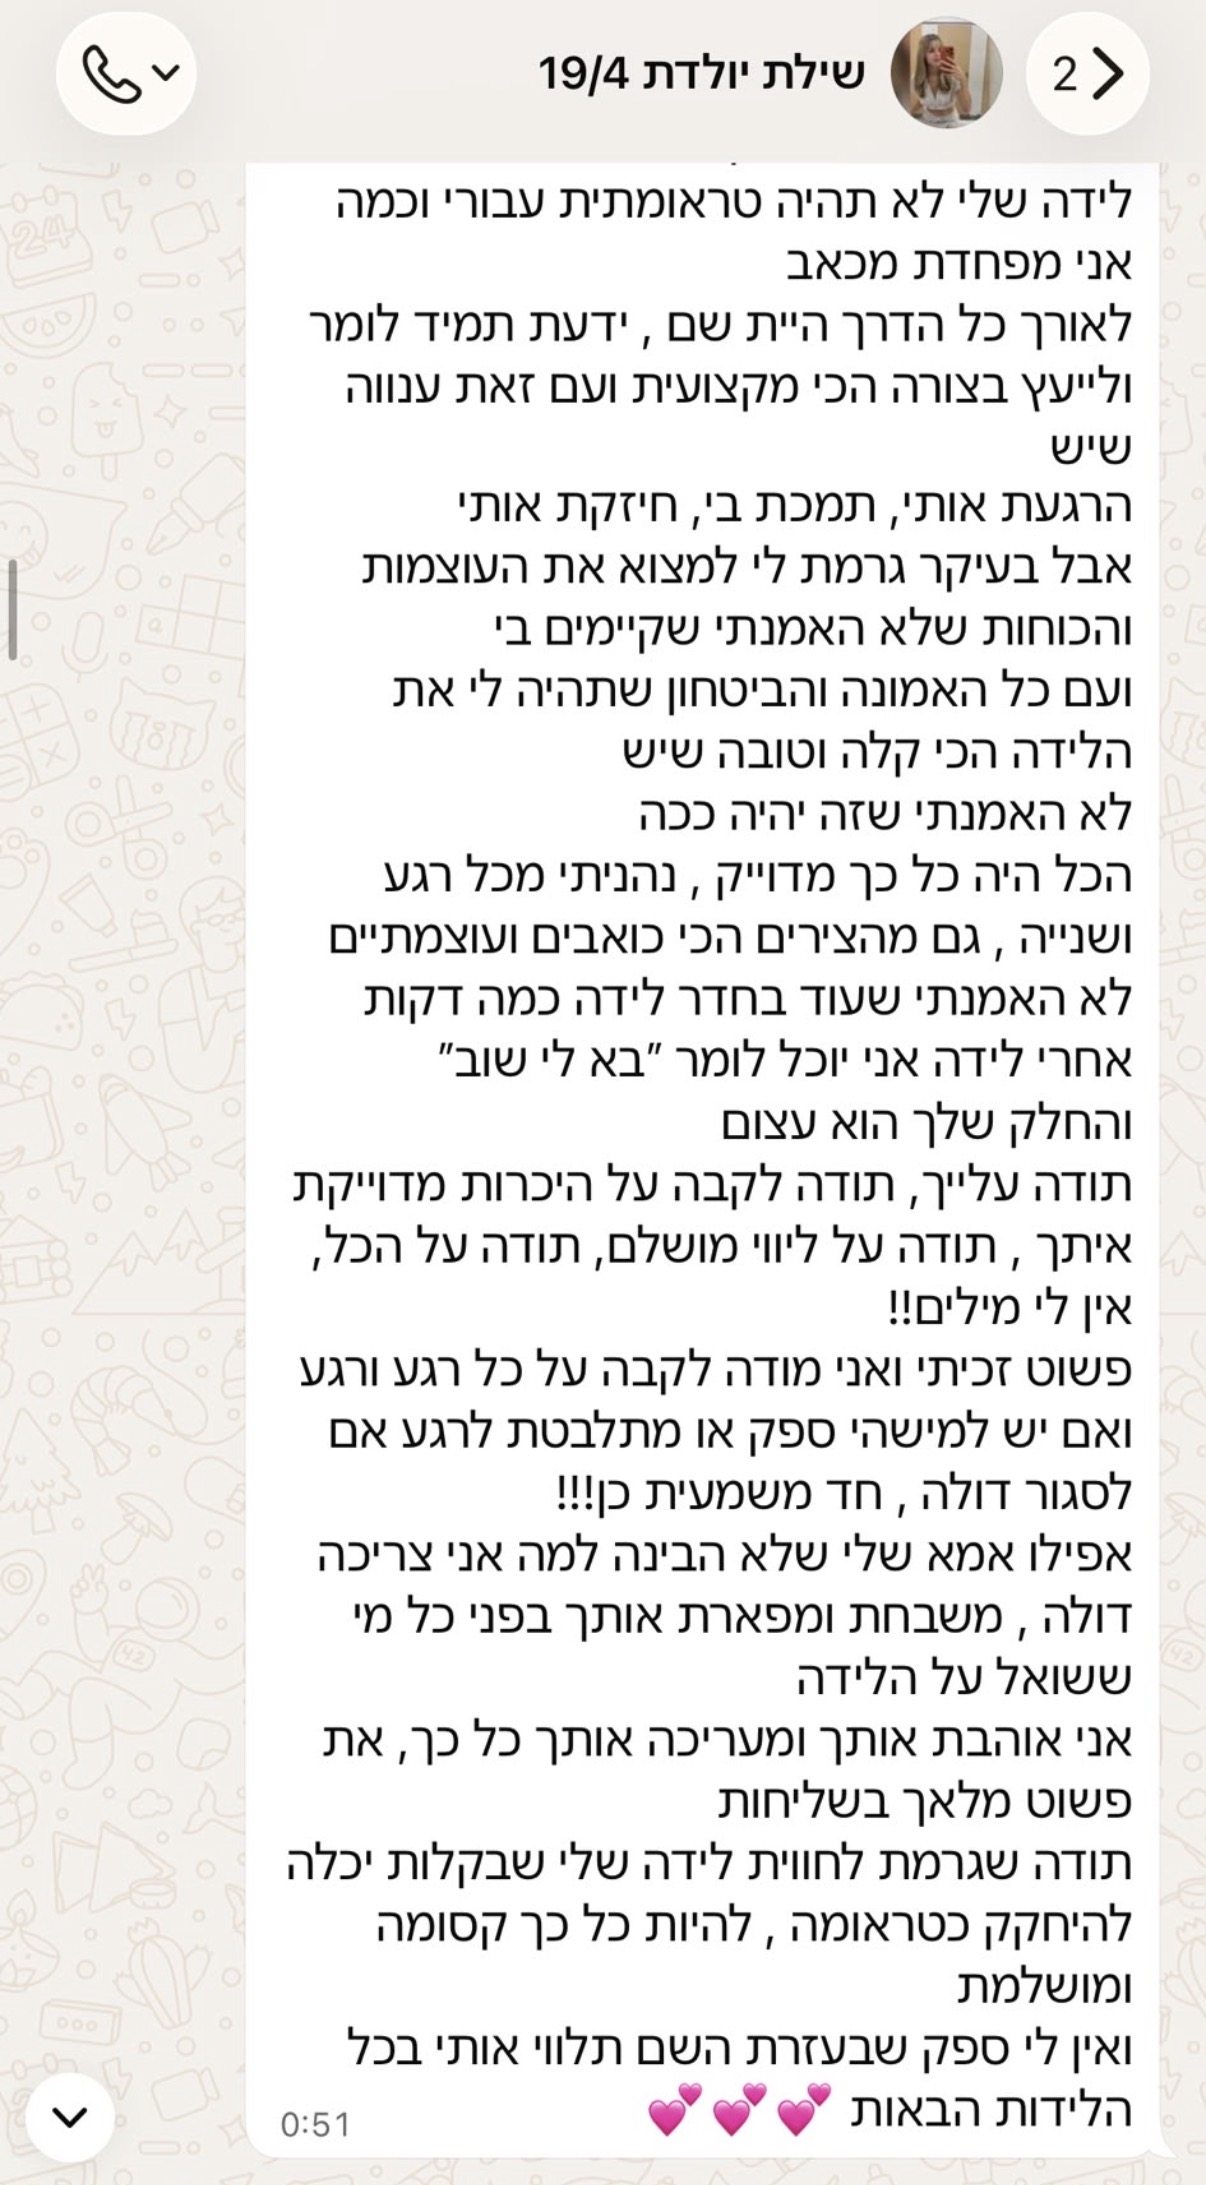 שילת יולדת 19/4
2
לידה שלי לא תהיה טראומתית עבורי וכמה
אני מפחדת מכאב
לאורך כל הדרך היית שם , ידעת תמיד לומר
ולייעץ בצורה הכי מקצועית ועם זאת ענווה
שיש
הרגעת אותי, תמכת בי, חיזקת אותי
אבל בעיקר גרמת לי למצוא את העוצמות
והכוחות שלא האמנתי שקיימים בי
ועם כל האמונה והביטחון שתהיה לי את
הלידה הכי קלה וטובה שיש
לא האמנתי שזה יהיה ככה
הכל היה כל כך מדוייק , נהניתי מכל רגע
ושנייה , גם מהצירים הכי כואבים ועוצמתיים
לא האמנתי שעוד בחדר לידה כמה דקות
אחרי לידה אני יוכל לומר ״בא לי שוב״
והחלק שלך הוא עצום
תודה עלייך, תודה לקבה על היכרות מדוייקת
איתך , תודה על ליווי מושלם, תודה על הכל,
אין לי מילים!!
פשוט זכיתי ואני מודה לקבה על כל רגע ורגע
ואם יש למישהי ספק או מתלבטת לרגע אם
לסגור דולה , חד משמעית כן!!!
אפילו אמא שלי שלא הבינה למה אני צריכה
דולה , משבחת ומפארת אותך בפני כל מי
ששואל על הלידה
אני אוהבת אותך ומעריכה אותך כל כך, את
פשוט מלאך בשליחות
תודה שגרמת לחווית לידה שלי שבקלות יכלה
להיחקק כטראומה , להיות כל כך קסומה
ומושלמת
ואין לי ספק שבעזרת השם תלווי אותי בכל
הלידות הבאות 💕💕💕
0:51